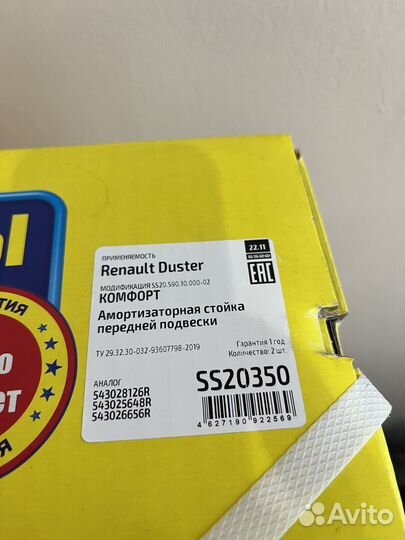 ПРИМЕНЯЕМОСТЬ
Renault Duster
22.11
EAC
МОДИФИКАЦИЯ SS20.590.10.000-02
КОМФОРТ
Амортизаторная стойка
передней подвески
ТУ 29.32.30-032-93607798-2019
Гарантия 1 год
Количество: 2 шт.
АНАЛОГ
543028126R
543025648R
543026656R
SS20350
4 627190 922569
Avito